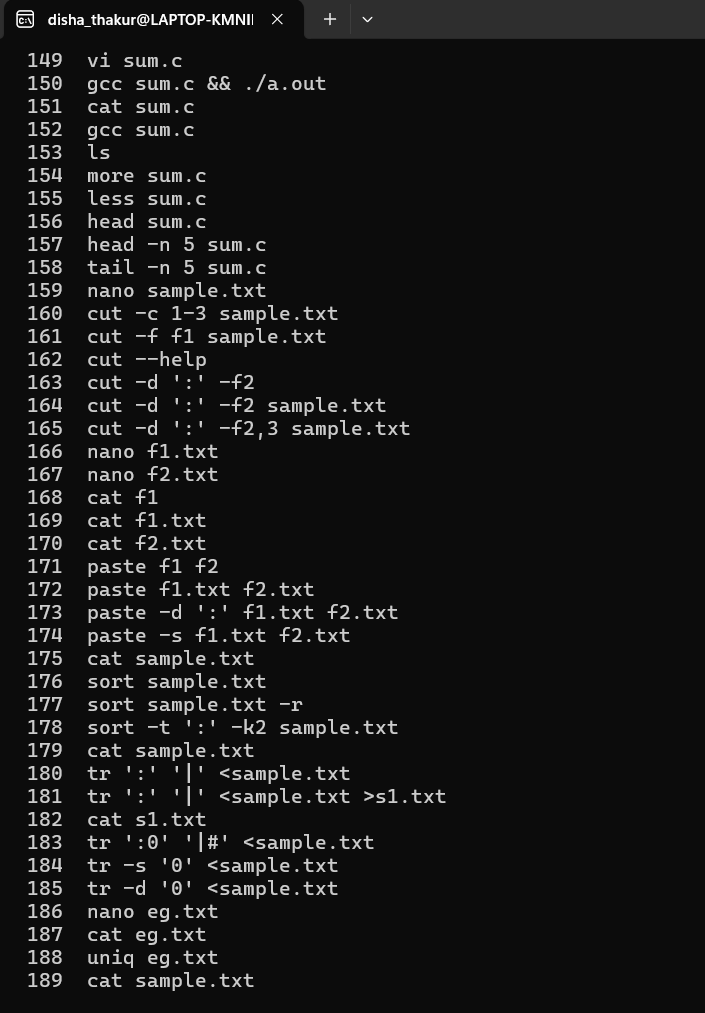 disha_thakur@LAPTOP-KMNI
149 vi sum.c
150 gcc sum.c && ./a.out
151 cat sum.c
152 gcc sum.c
153 ls
154 more sum.c
155 less sum.c
156 head sum.c
157 head -n 5 sum.c
158 tail -n 5 sum.c
159 nano sample.txt
160 cut -c 1-3 sample.txt
161 cut -f f1 sample.txt
162 cut --help
163 cut -d ':' -f2
164 cut -d ':' -f2 sample.txt
165 cut -d ':' -f2,3 sample.txt
166 nano f1.txt
167 nano f2.txt
168 cat f1
169 cat f1.txt
170 cat f2.txt
171 paste f1 f2
172 paste f1.txt f2.txt
173 paste -d ':' f1.txt f2.txt
174 paste -s f1.txt f2.txt
175 cat sample.txt
176 sort sample.txt
177 sort sample.txt -r
178 sort -t ':' -k2 sample.txt
179 cat sample.txt
180 tr ':' '|' <sample.txt
181 tr ':' '|' <sample.txt >s1.txt
182 cat s1.txt
183 tr ':0' '|#' <sample.txt
184 tr -s '0' <sample.txt
185 tr -d '0' <sample.txt
186 nano eg.txt
187 cat eg.txt
188 uniq eg.txt
189 cat sample.txt